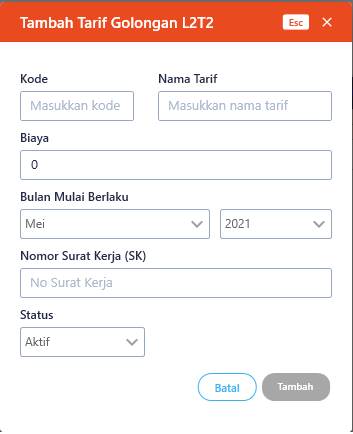 Tambah Tarif Golongan L2T2 Esc
Kode Nama Tarif
Masukkan kode Masukkan nama tarif
Biaya
0
Bulan Mulai Berlaku
Mei 2021
Nomor Surat Kerja (SK)
No Surat Kerja
Status
Aktif
Batal Tambah